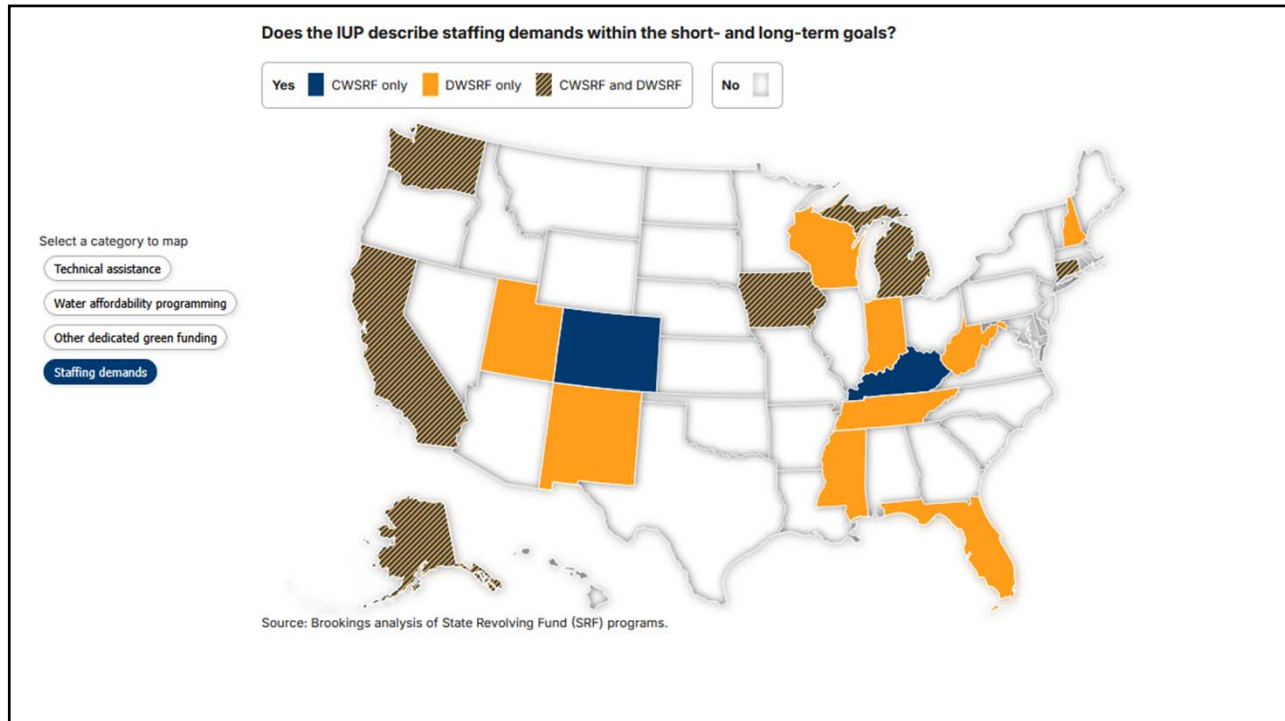 Does the IUP describe staffing demands within the short- and long-term goals?
Yes CWSRF only DWSRF only CWSRF and DWSRF No
Select a category to map
Technical assistance
Water affordability programming
Other dedicated green funding
Staffing demands
Source: Brookings analysis of State Revolving Fund (SRF) programs.